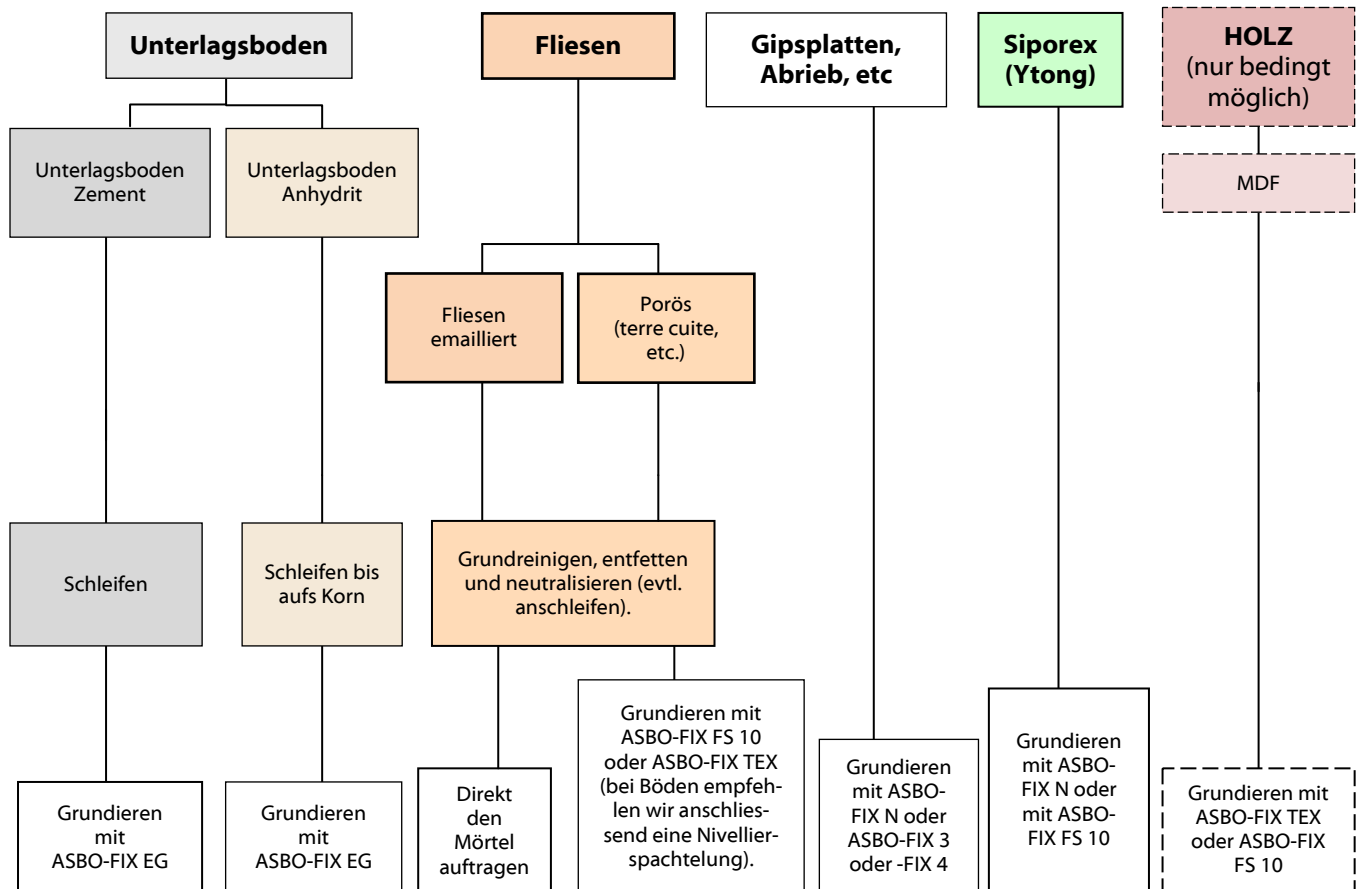 Unterlagsboden
Fliesen
Gipsplatten,
Abrieb, etc
Siporex
(Ytong)
HOLZ
(nur bedingt
möglich)
Unterlagsboden
Zement
Unterlagsboden
Anhydrit
MDF
Fliesen
emailliert
Porös
(terre cuite,
etc.)
Schleifen
Schleifen bis
aufs Korn
Grundreinigen, entfetten
und neutralisieren (evtl.
anschleifen).
Grundieren
mit
ASBO-FIX EG
Grundieren
mit
ASBO-FIX EG
Direkt
den
Mörtel
auftragen
Grundieren mit
ASBO-FIX FS 10
oder ASBO-FIX TEX
(bei Böden empfeh-
len wir anschlies-
send eine Nivellier-
spachtelung).
Grundieren
mit ASBO-
FIX N oder
ASBO-FIX 3
oder -FIX 4
Grundieren
mit ASBO-
FIX N oder
mit ASBO-
FIX FS 10
Grundieren mit
ASBO-FIX TEX
oder ASBO-FIX
FS 10